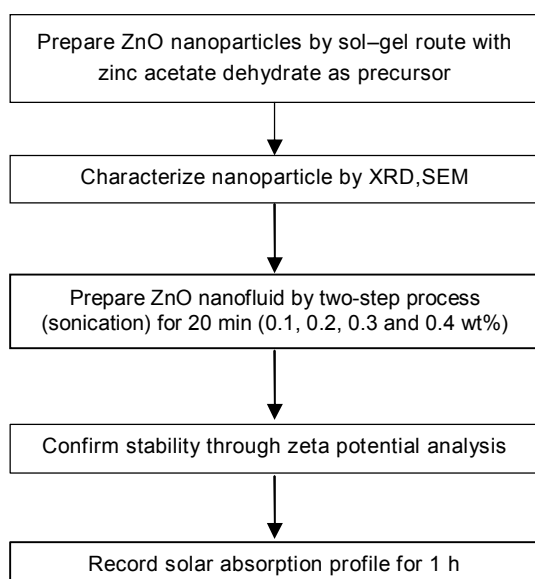 Prepare ZnO nanoparticles by sol–gel route with
zinc acetate dehydrate as precursor
Characterize nanoparticle by XRD,SEM
Prepare ZnO nanofluid by two-step process
(sonication) for 20 min (0.1, 0.2, 0.3 and 0.4 wt%)
Confirm stability through zeta potential analysis
Record solar absorption profile for 1 h